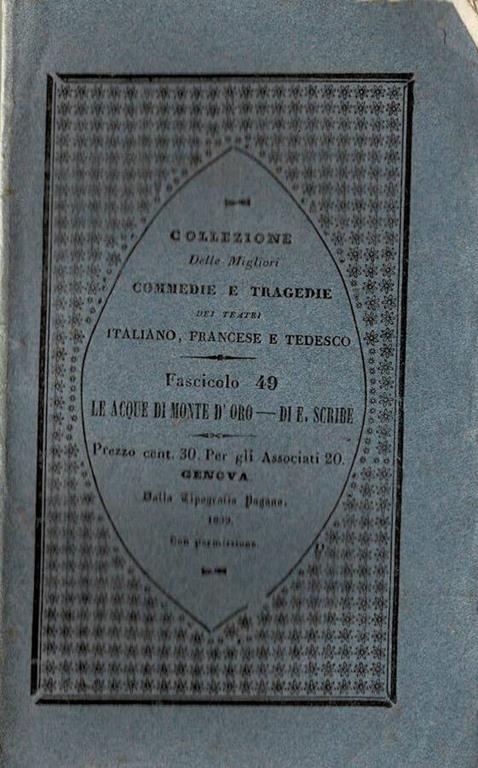 COLLEZIONE
Delle Migliori
COMMEDIE E TRAGEDIE
DEI TEATRI
ITALIANO, FRANCESE E TEDESCO
Fascicolo 49
LE ACQUE DI MONTE D' ORO — DI E. SCRIBE
Prezzo cent. 30. Per gli Associati 20.
GENOVA
Dalla Tipografia Pagano.
Con permissione.